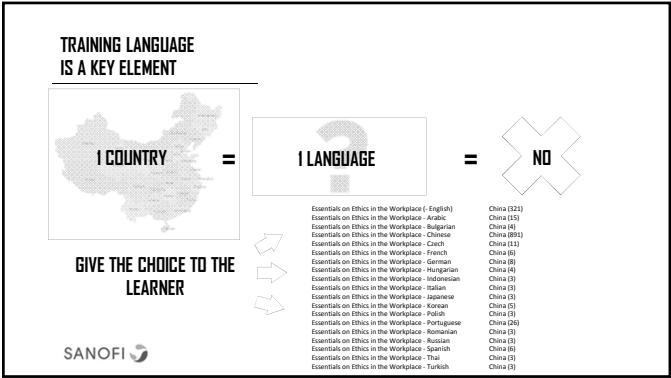 TRAINING LANGUAGE
IS A KEY ELEMENT
1 COUNTRY = 1 LANGUAGE = NO
?
GIVE THE CHOICE TO THE
LEARNER
Essentials on Ethics in the Workplace (- English) China (321)
Essentials on Ethics in the Workplace - Arabic China (15)
Essentials on Ethics in the Workplace - Bulgarian China (4)
Essentials on Ethics in the Workplace - Chinese China (891)
Essentials on Ethics in the Workplace - Czech China (11)
Essentials on Ethics in the Workplace - French China (6)
Essentials on Ethics in the Workplace - German China (8)
Essentials on Ethics in the Workplace - Hungarian China (4)
Essentials on Ethics in the Workplace - Indonesian China (3)
Essentials on Ethics in the Workplace - Italian China (3)
Essentials on Ethics in the Workplace - Japanese China (3)
Essentials on Ethics in the Workplace - Korean China (5)
Essentials on Ethics in the Workplace - Polish China (3)
Essentials on Ethics in the Workplace - Portuguese China (26)
Essentials on Ethics in the Workplace - Romanian China (3)
Essentials on Ethics in the Workplace - Russian China (3)
Essentials on Ethics in the Workplace - Spanish China (6)
Essentials on Ethics in the Workplace - Thai China (3)
Essentials on Ethics in the Workplace - Turkish China (3)
SANOFI